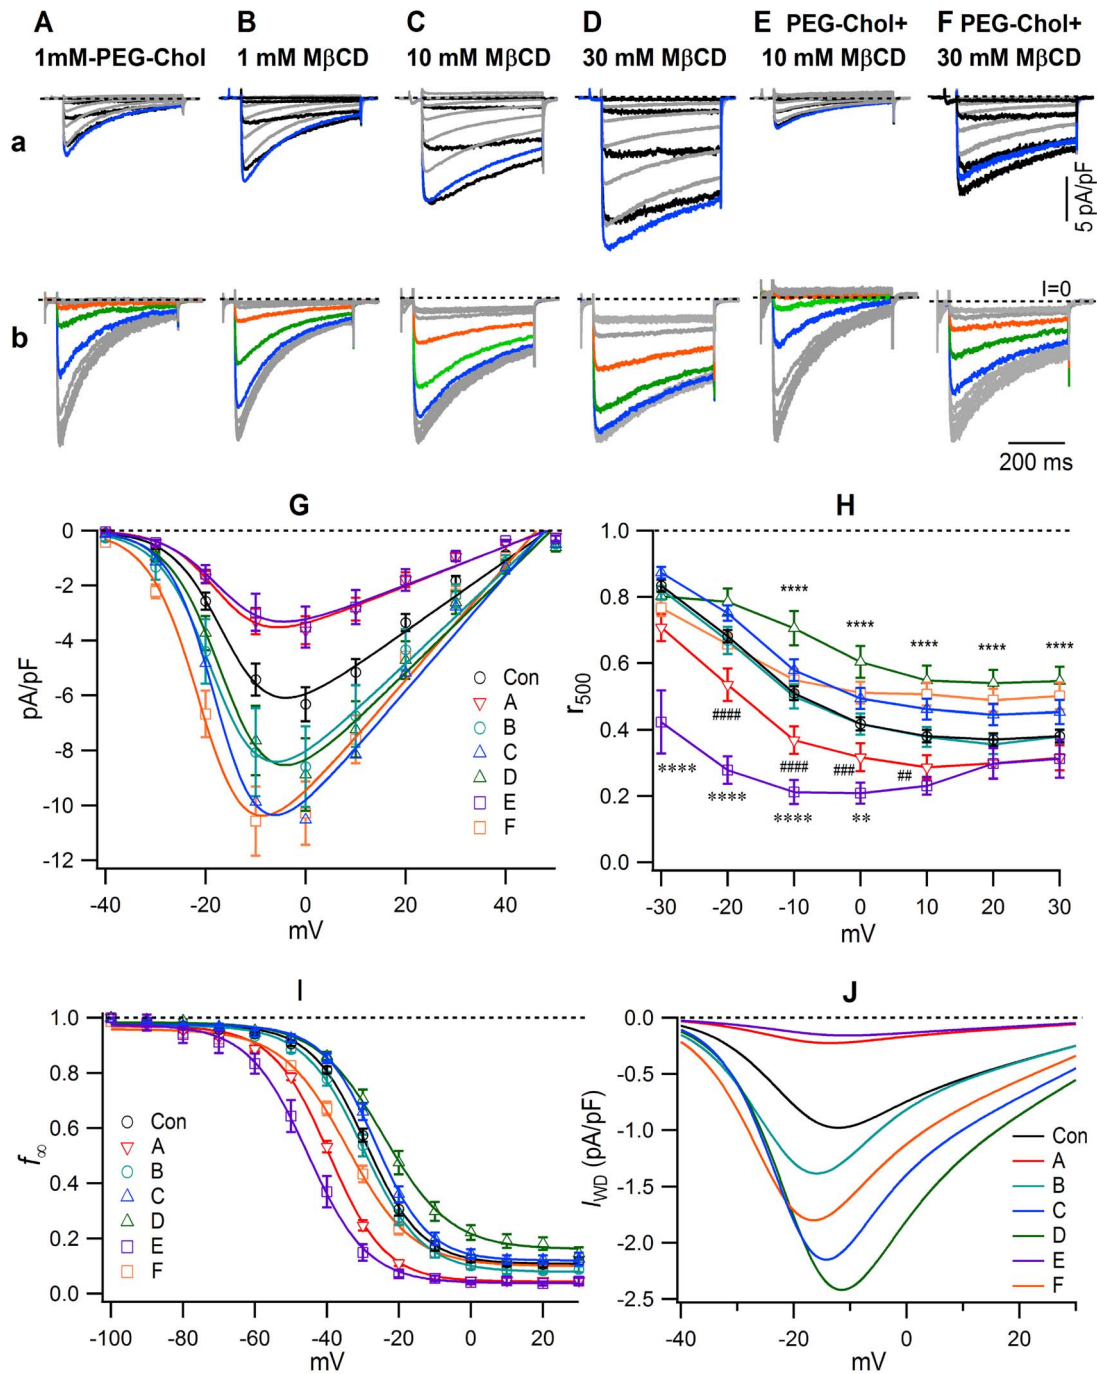 A B C D E PEG-Chol+ F PEG-Chol+
1mM-PEG-Chol 1 mM MβCD 10 mM MβCD 30 mM MβCD 10 mM MβCD 30 mM MβCD
a
5 pA/pF
b
I=0
200 ms
G
0
-2
-4
-6
-8
-10
-12
pA/pF
-40 -20 0 20 40
mV
Con
A
B
C
D
E
F
H
1.0
0.8
0.6
0.4
0.2
0.0
r500
**** **** **** **** ****
#### #### ### ##
**** **** **** **
-30 -20 -10 0 10 20 30
mV
I
1.0
0.8
0.6
0.4
0.2
0.0
f∞
Con
A
B
C
D
E
F
-100 -80 -60 -40 -20 0 20
mV
J
0.0
-0.5
-1.0
-1.5
-2.0
-2.5
IWD (pA/pF)
Con
A
B
C
D
E
F
-40 -20 0 20
mV